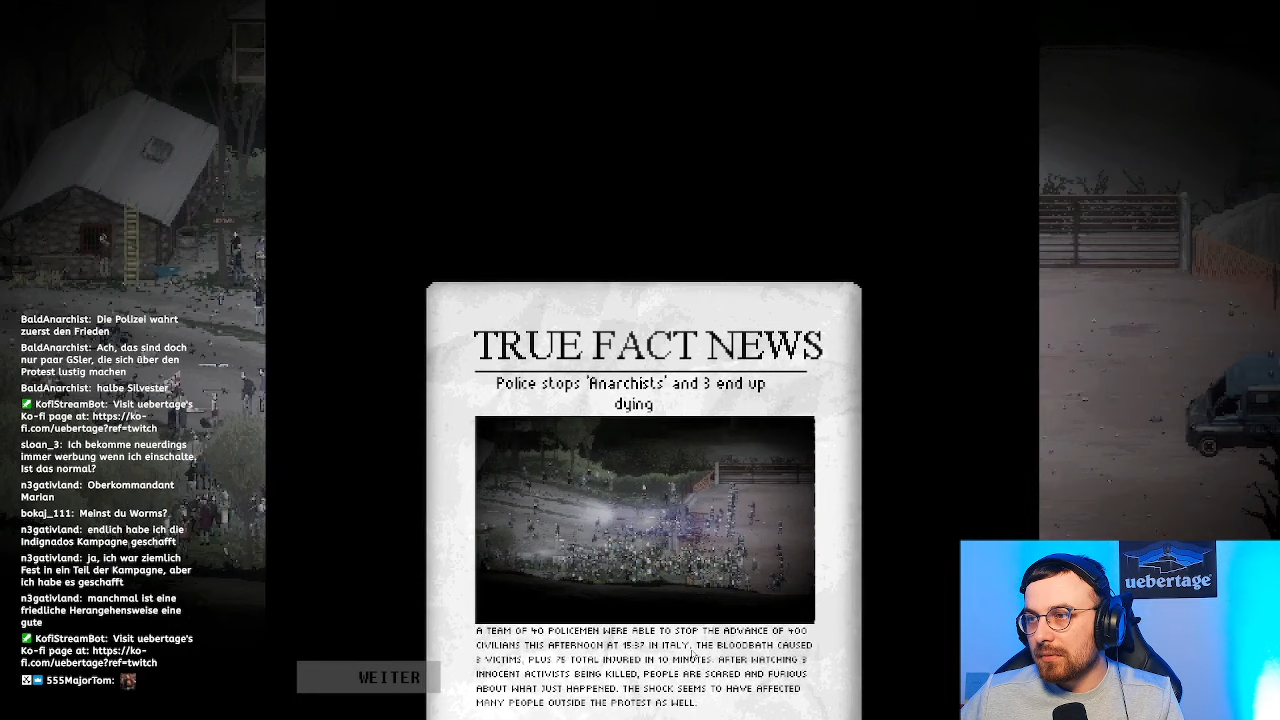 BaldAnarchist: Die Polizei wahrt
zuerst den Frieden
BaldAnarchist: Ach, das sind doch
nur paar GSler, die sich über den
Protest lustig machen
BaldAnarchist: halbe Silvester
KofiStreamBot: Visit uebertage's
Ko-fi page at: https://ko-
fi.com/uebertage?ref=twitch
sloan_3: Ich bekomme neuerdings
immer werbung wenn ich einschalte,
Ist das normal?
n3gativland: Oberkommandant
Marian
bokaj_111: Meinst du Worms?
n3gativland: endlich habe ich die
Indignados Kampagne geschafft
n3gativland: ja, ich war ziemlich
Fest in ein Teil der Kampagne, aber
ich habe es geschafft
n3gativland: manchmal ist eine
friedliche Herangehensweise eine
gute
KofiStreamBot: Visit uebertage's
Ko-fi page at: https://ko-
fi.com/uebertage?ref=twitch
555MajorTom:
TRUE FACT NEWS
Police stops 'Anarchists' and 3 end up
dying
A TEAM OF 40 POLICEMEN WERE ABLE TO STOP THE ADVANCE OF 400
CIVILIANS THIS AFTERNOON AT 15:37 IN ITALY. THE BLOODBATH CAUSED
3 VICTIMS, PLUS 75 TOTAL INJURED IN 10 MINUTES. AFTER WATCHING 3
INNOCENT ACTIVISTS BEING KILLED, PEOPLE ARE SCARED AND FURIOUS
ABOUT WHAT JUST HAPPENED. THE SHOCK SEEMS TO HAVE AFFECTED
MANY PEOPLE OUTSIDE THE PROTEST AS WELL.
WEITER
uebertage